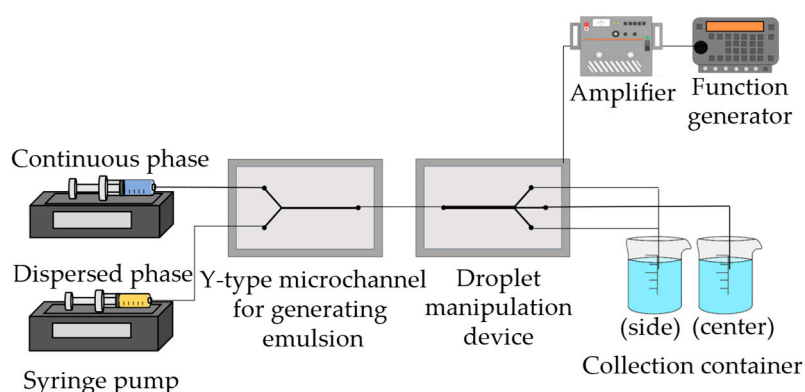 Amplifier
Function
generator
Continuous phase
Dispersed phase
Y-type microchannel
for generating
emulsion
Droplet
manipulation
device
(side)
(center)
Collection container
Syringe pump